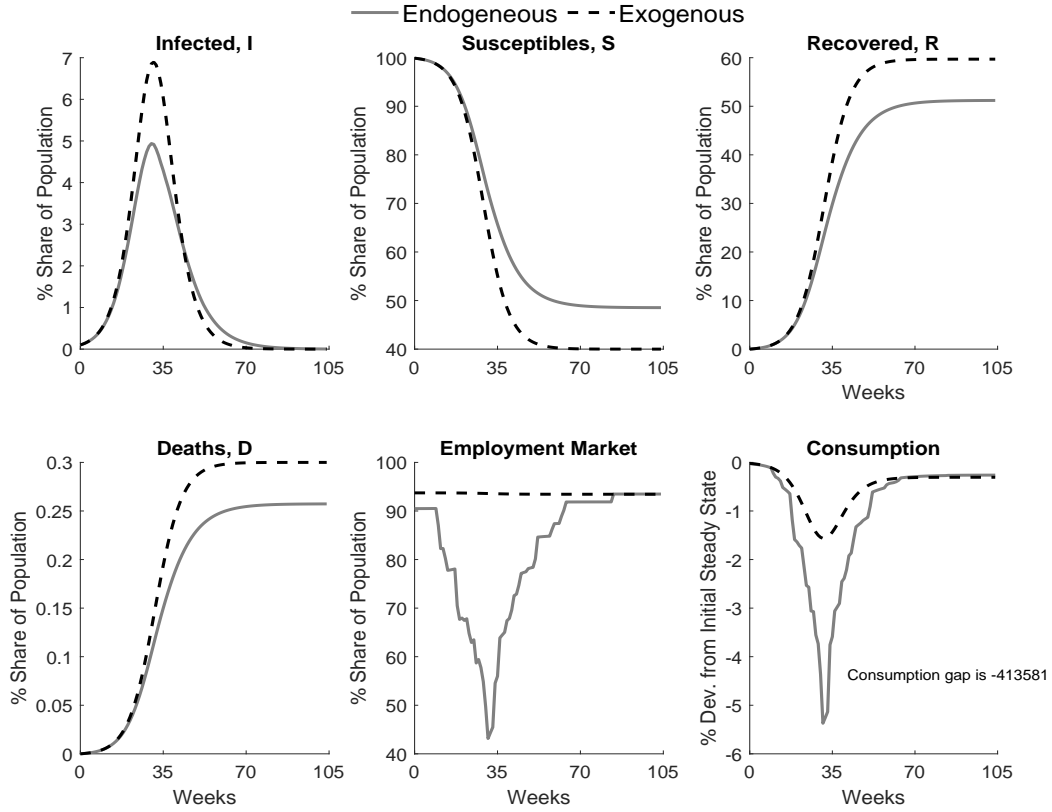 Endogeneous Exogenous
Infected, I
% Share of Population
7
6
5
4
3
2
1
0
0 35 70 105
Susceptibles, S
% Share of Population
100
90
80
70
60
50
40
0 35 70 105
Recovered, R
% Share of Population
60
50
40
30
20
10
0
0 35 70 105
Weeks
Deaths, D
% Share of Population
0.3
0.25
0.2
0.15
0.1
0.05
0
0 35 70 105
Weeks
Employment Market
% Share of Population
100
90
80
70
60
50
40
0 35 70 105
Weeks
Consumption
% Dev. from Initial Steady State
0
-1
-2
-3
-4
-5
-6
Consumption gap is -413581
0 35 70 105
Weeks